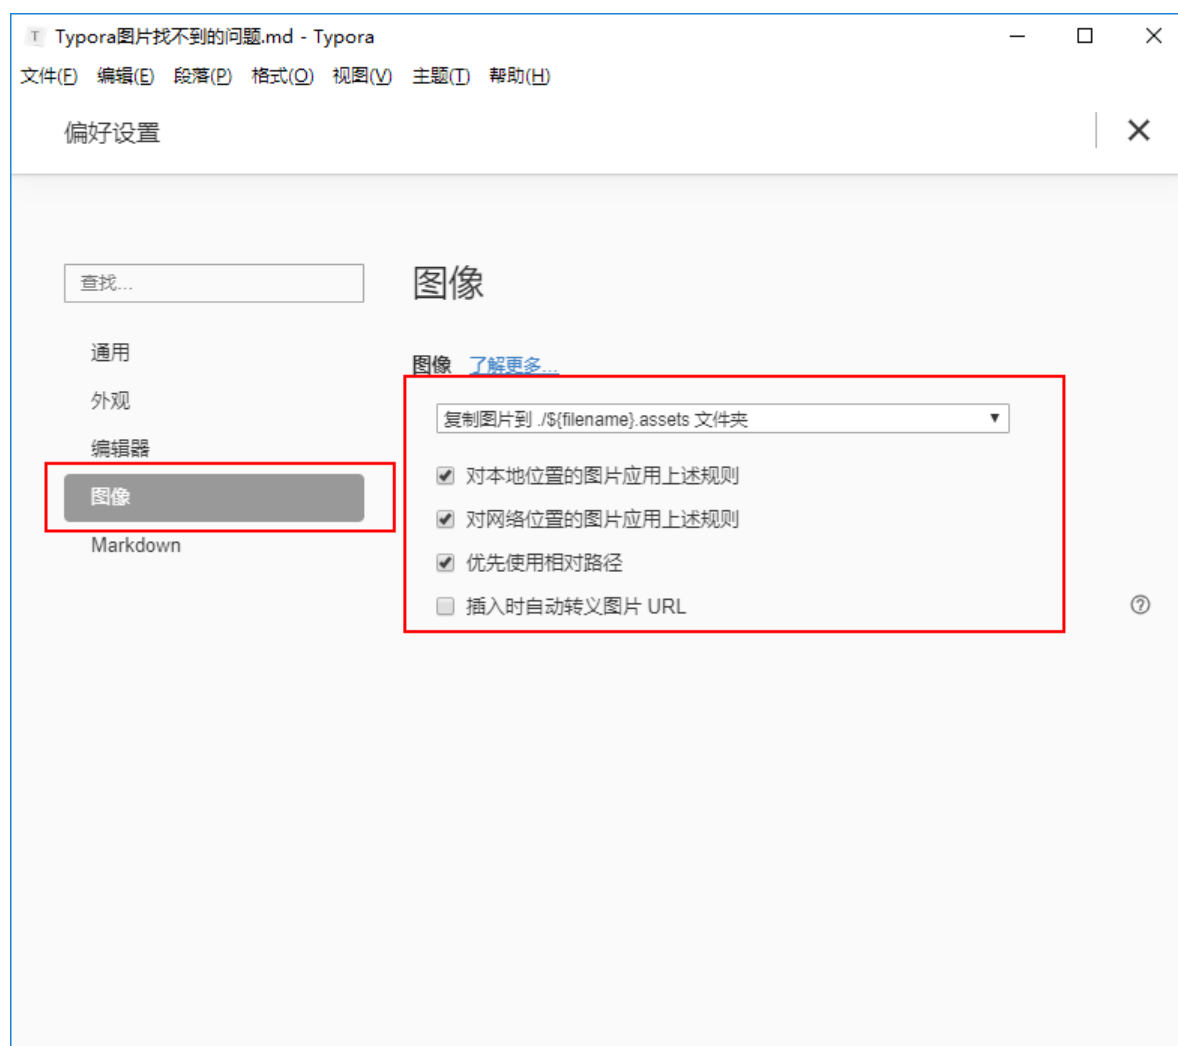 T Typora图片找不到的问题.md - Typora
文件(F) 编辑(E) 段落(P) 格式(O) 视图(V) 主题(T) 帮助(H)
偏好设置
查找...
通用
外观
编辑器
图像
Markdown
图像
图像 了解更多...
复制图片到 ./${filename}.assets 文件夹
对本地位置的图片应用上述规则
对网络位置的图片应用上述规则
优先使用相对路径
插入时自动转义图片 URL